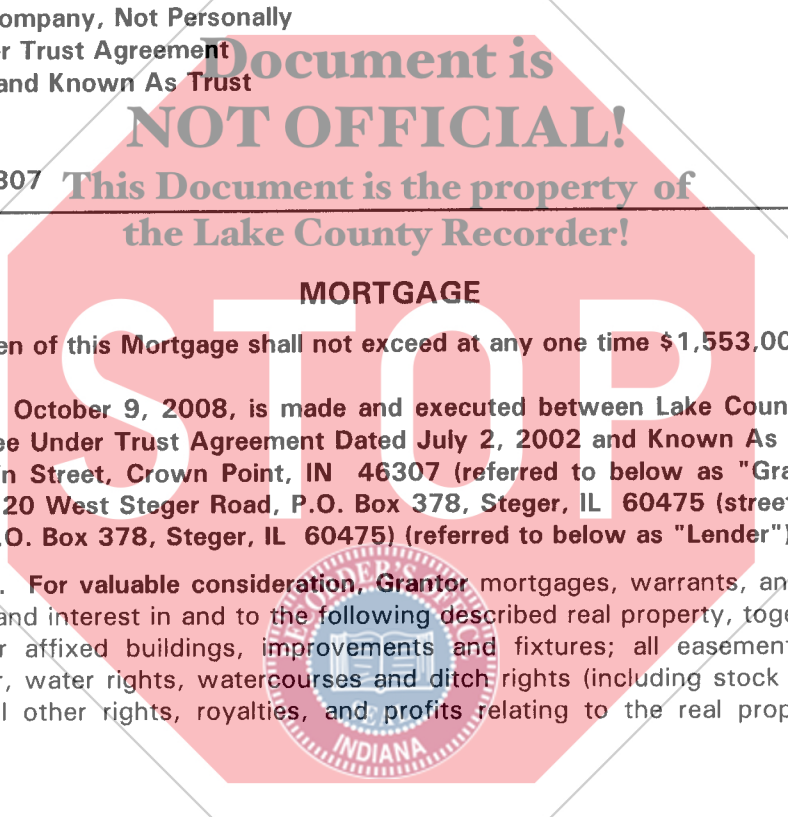 ompany, Not Personally
r Trust Agreement
and Known As Trust
Document is
NOT OFFICIAL!
307
This Document is the property of
the Lake County Recorder!
MORTGAGE
en of this Mortgage shall not exceed at any one time $1,553,00
October 9, 2008, is made and executed between Lake Coun
ee Under Trust Agreement Dated July 2, 2002 and Known As
n Street, Crown Point, IN 46307 (referred to below as "Gra
20 West Steger Road, P.O. Box 378, Steger, IL 60475 (street
.O. Box 378, Steger, IL 60475) (referred to below as "Lender")
. For valuable consideration, Grantor mortgages, warrants, an
and interest in and to the following described real property, toge
r affixed buildings, improvements and fixtures; all easement
, water rights, watercourses and ditch rights (including stock
l other rights, royalties, and profits relating to the real prop
STOP
INDIANA